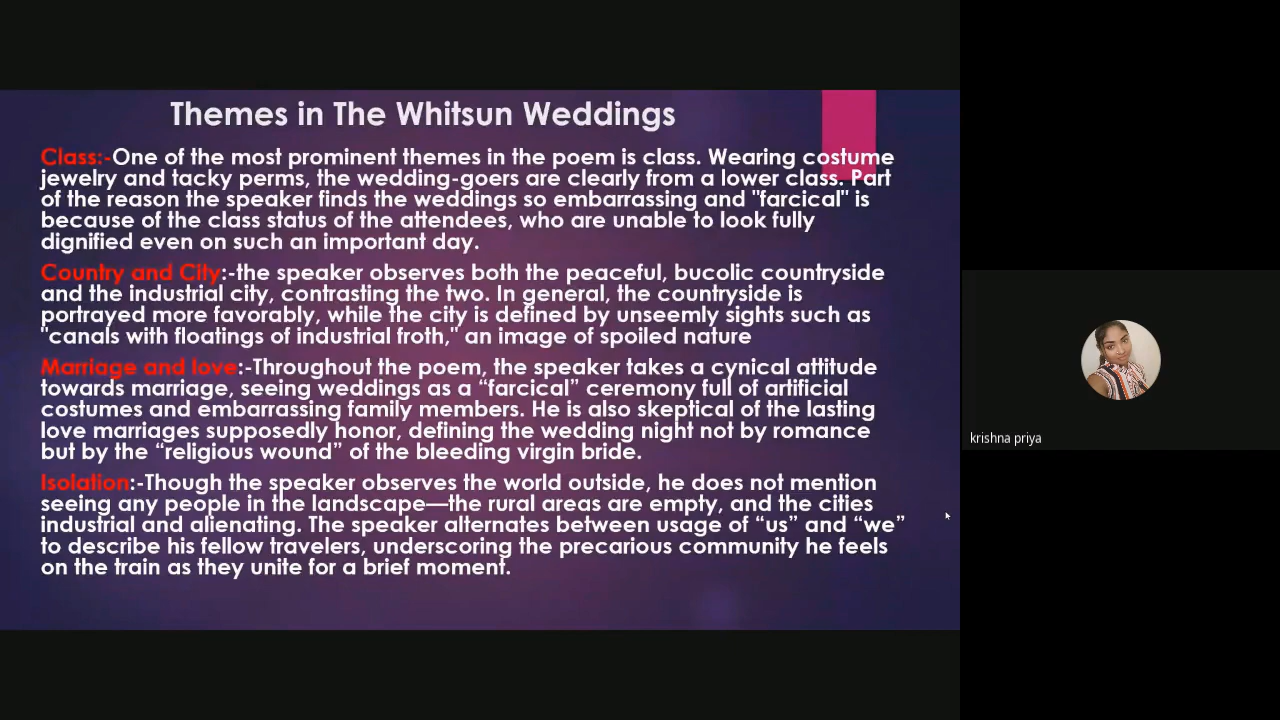 Themes in The Whitsun Weddings
Class:-One of the most prominent themes in the poem is class. Wearing costume
jewelry and tacky perms, the wedding-goers are clearly from a lower class. Part
of the reason the speaker finds the weddings so embarrassing and "farcical" is
because of the class status of the attendees, who are unable to look fully
dignified even on such an important day.
Country and City:-the speaker observes both the peaceful, bucolic countryside
and the industrial city, contrasting the two. In general, the countryside is
portrayed more favorably, while the city is defined by unseemly sights such as
"canals with floatings of industrial froth," an image of spoiled nature
Marriage and love:-Throughout the poem, the speaker takes a cynical attitude
towards marriage, seeing weddings as a “farcical” ceremony full of artificial
costumes and embarrassing family members. He is also skeptical of the lasting
love marriages supposedly honor, defining the wedding night not by romance
but by the “religious wound” of the bleeding virgin bride.
Isolation:-Though the speaker observes the world outside, he does not mention
seeing any people in the landscape—the rural areas are empty, and the cities
industrial and alienating. The speaker alternates between usage of “us” and “we”
to describe his fellow travelers, underscoring the precarious community he feels
on the train as they unite for a brief moment.
krishna priya